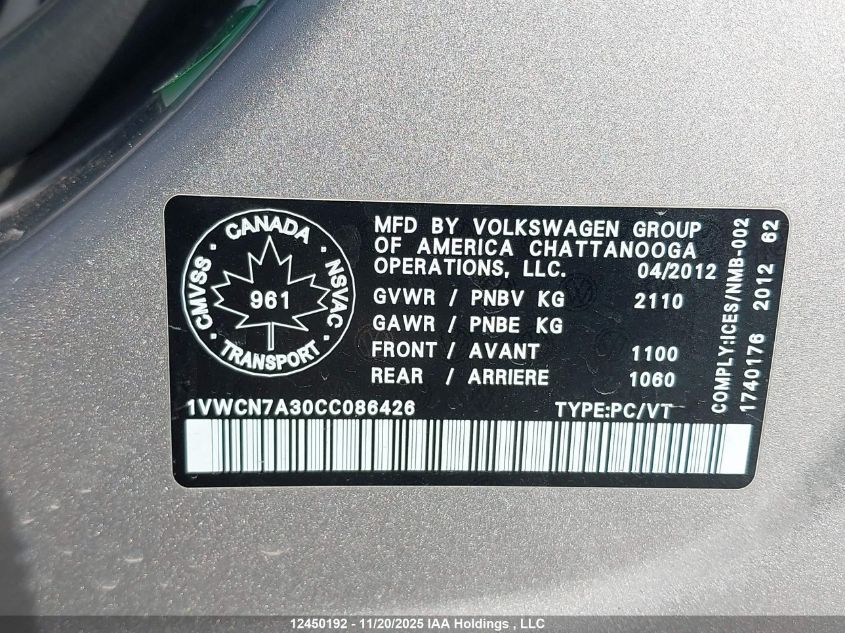 CANADA
CMVSS
NSVAC
961
TRANSPORT
MFD BY VOLKSWAGEN GROUP
OF AMERICA CHATTANOOGA
OPERATIONS, LLC. 04/2012
GVWR / PNBV KG 2110
GAWR / PNBE KG
FRONT / AVANT 1100
REAR / ARRIERE 1060
1VWCN7A30CC086426 TYPE:PC/VT
COMPLY:ICES/NMB-002
1740176 2012 62
12450192 - 11/20/2025 IAA Holdings , LLC